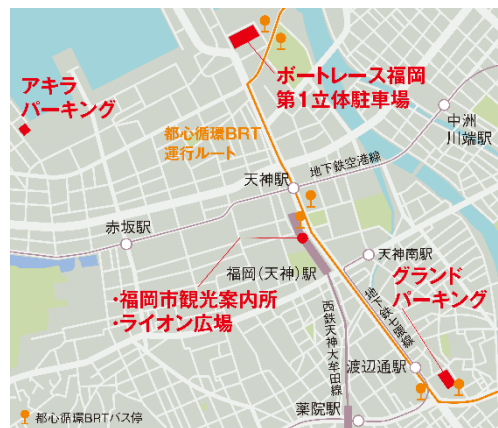 ボートレース福岡
第1立体駐車場
アキラ
パーキング
中洲
川端駅
都心循環BRT
運行ルート
地下鉄空港線
天神駅
赤坂駅
天神南駅
福岡(天神)駅
グランド
パーキング
・福岡市観光案内所
・ライオン広場
地下鉄七隈線
西鉄天神大牟田線
渡辺通駅
薬院駅
都心循環BRTバス停